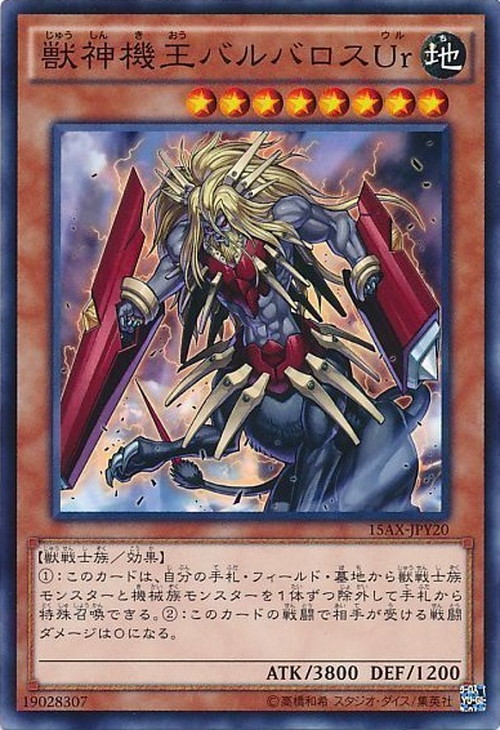 じゅう しん き おう ウル
獣神機王バルバロスUr 地
15AX-JPY20
【獣戦士族／効果】
①：このカードは、自分の手札・フィールド・墓地から獣戦士族
モンスターと機械族モンスターを1体ずつ除外して手札から
特殊召喚できる。②：このカードの戦闘で相手が受ける戦闘
ダメージは０になる。
ATK/3800 DEF/1200
19028307 ©高橋和希 スタジオ・ダイス/集英社